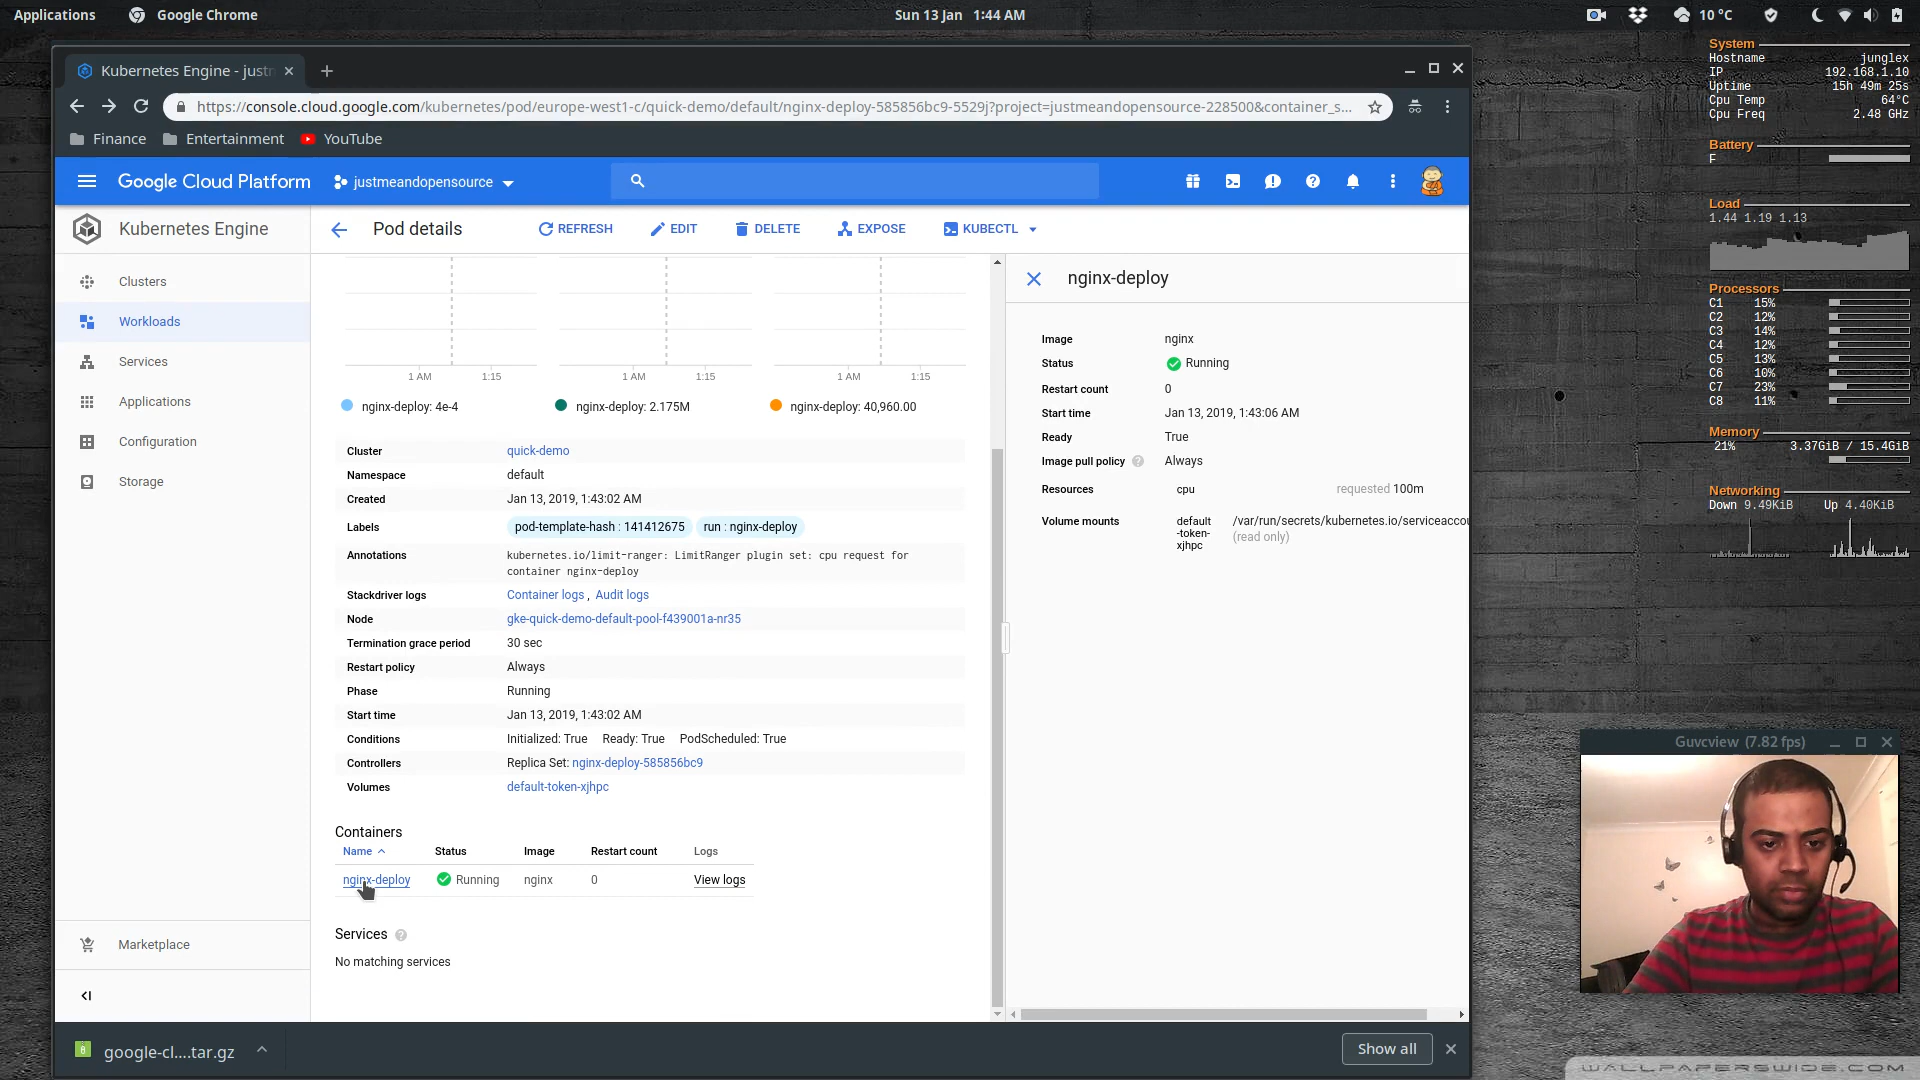 Applications Google Chrome Sun 13 Jan 1:44 AM 10 °C
Kubernetes Engine - justm
https://console.cloud.google.com/kubernetes/pod/europe-west1-c/quick-demo/default/nginx-deploy-585856bc9-5529j?project=justmeandopensource-228500&container_s...
Finance Entertainment YouTube
Google Cloud Platform justmeandopensource
Kubernetes Engine
Clusters
Workloads
Services
Applications
Configuration
Storage
Marketplace
Pod details REFRESH EDIT DELETE EXPOSE KUBECTL
1 AM 1:15 1 AM 1:15 1 AM 1:15
nginx-deploy: 4e-4 nginx-deploy: 2.175M nginx-deploy: 40,960.00
Cluster quick-demo
Namespace default
Created Jan 13, 2019, 1:43:02 AM
Labels pod-template-hash : 141412675 run : nginx-deploy
Annotations kubernetes.io/limit-ranger: LimitRanger plugin set: cpu request for
container nginx-deploy
Stackdriver logs Container logs , Audit logs
Node gke-quick-demo-default-pool-f439001a-nr35
Termination grace period 30 sec
Restart policy Always
Phase Running
Start time Jan 13, 2019, 1:43:02 AM
Conditions Initialized: True Ready: True PodScheduled: True
Controllers Replica Set: nginx-deploy-585856bc9
Volumes default-token-xjhpc
Containers
Name Status Image Restart count Logs
nginx-deploy Running nginx 0 View logs
Services
No matching services
nginx-deploy
Image nginx
Status Running
Restart count 0
Start time Jan 13, 2019, 1:43:06 AM
Ready True
Image pull policy Always
Resources cpu requested 100m
Volume mounts default /var/run/secrets/kubernetes.io/serviceaccou
-token- (read only)
xjhpc
google-cl....tar.gz Show all
System
Hostname junglex
IP 192.168.1.10
Uptime 15h 49m 25s
Cpu Temp 64°C
Cpu Freq 2.48 GHz
Battery
F
Load
1.44 1.19 1.13
Processors
C1 15%
C2 12%
C3 14%
C4 12%
C5 13%
C6 10%
C7 23%
C8 11%
Memory
21% 3.37GiB / 15.4GiB
Networking
Down 9.49KiB Up 4.40KiB
Guvcview (7.82 fps)
WALLPAPERSWIDE.COM